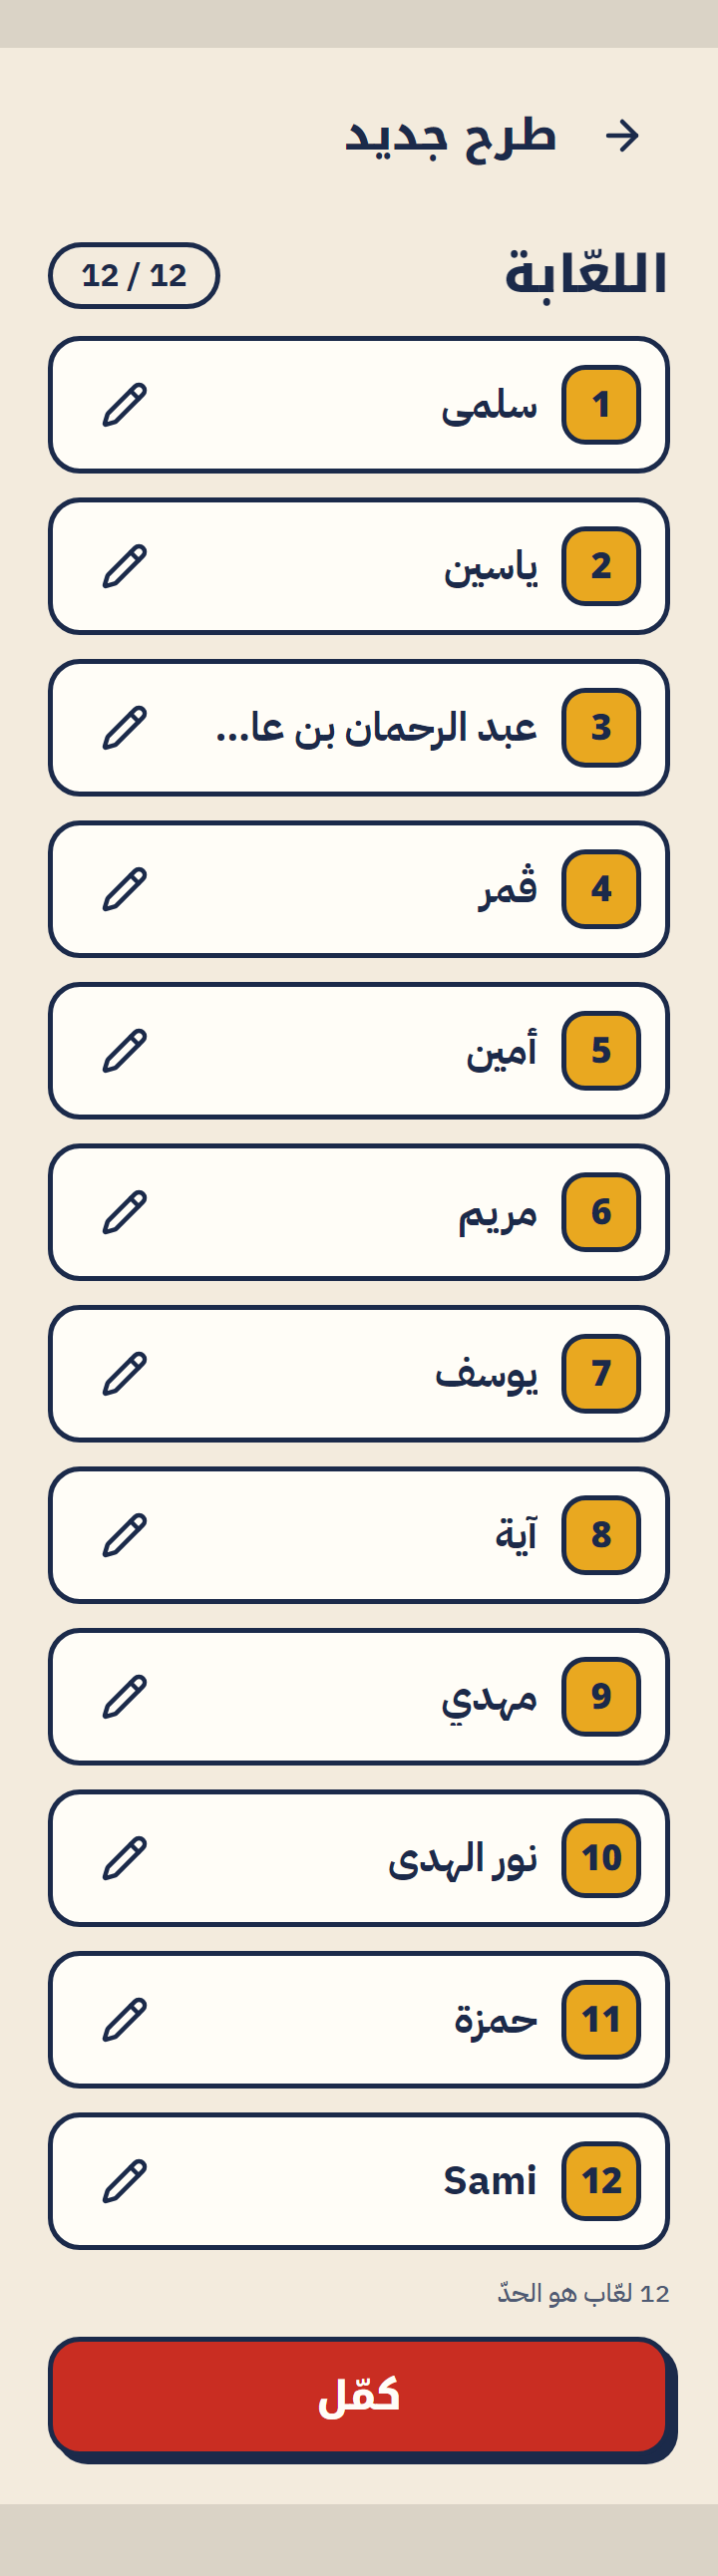 طرح جديد
اللعّابة
12 / 12
1 سلمى
2 ياسين
3 عبد الرحمان بن عا...
4 ڤمر
5 أمين
6 مريم
7 يوسف
8 آية
9 مهدي
10 نور الهدى
11 حمزة
12 Sami
12 لعّاب هو الحدّ
كمّل